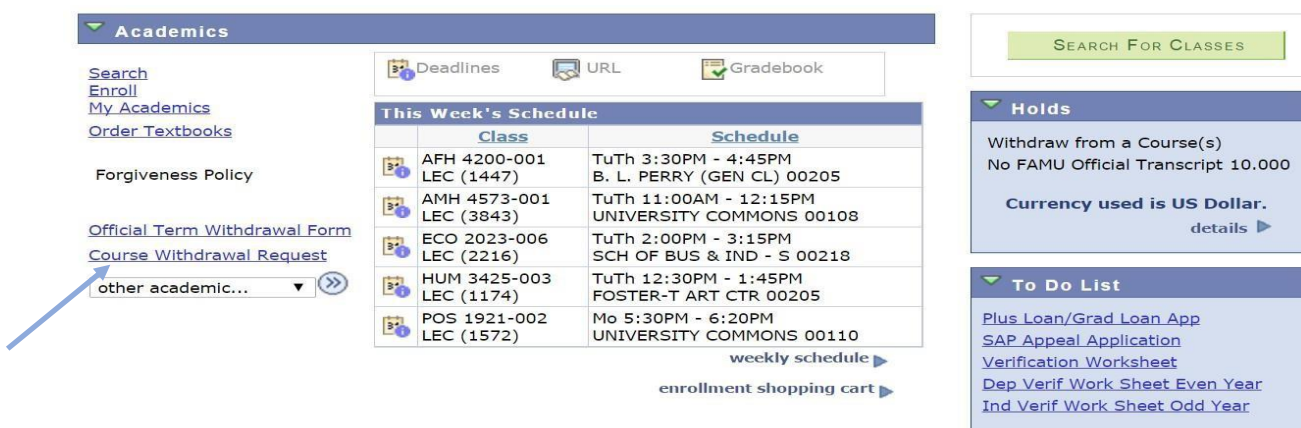 Academics
Search
Enroll
My Academics
Order Textbooks
Forgiveness Policy
Official Term Withdrawal Form
Course Withdrawal Request
other academic...
Deadlines URL Gradebook
This Week's Schedule
Class Schedule
AFH 4200-001 TuTh 3:30PM - 4:45PM
LEC (1447) B. L. PERRY (GEN CL) 00205
AMH 4573-001 TuTh 11:00AM - 12:15PM
LEC (3843) UNIVERSITY COMMONS 00108
ECO 2023-006 TuTh 2:00PM - 3:15PM
LEC (2216) SCH OF BUS & IND - S 00218
HUM 3425-003 TuTh 12:30PM - 1:45PM
LEC (1174) FOSTER-T ART CTR 00205
POS 1921-002 Mo 5:30PM - 6:20PM
LEC (1572) UNIVERSITY COMMONS 00110
weekly schedule
enrollment shopping cart
SEARCH FOR CLASSES
Holds
Withdraw from a Course(s)
No FAMU Official Transcript 10.000
Currency used is US Dollar.
details
To Do List
Plus Loan/Grad Loan App
SAP Appeal Application
Verification Worksheet
Dep Verif Work Sheet Even Year
Ind Verif Work Sheet Odd Year